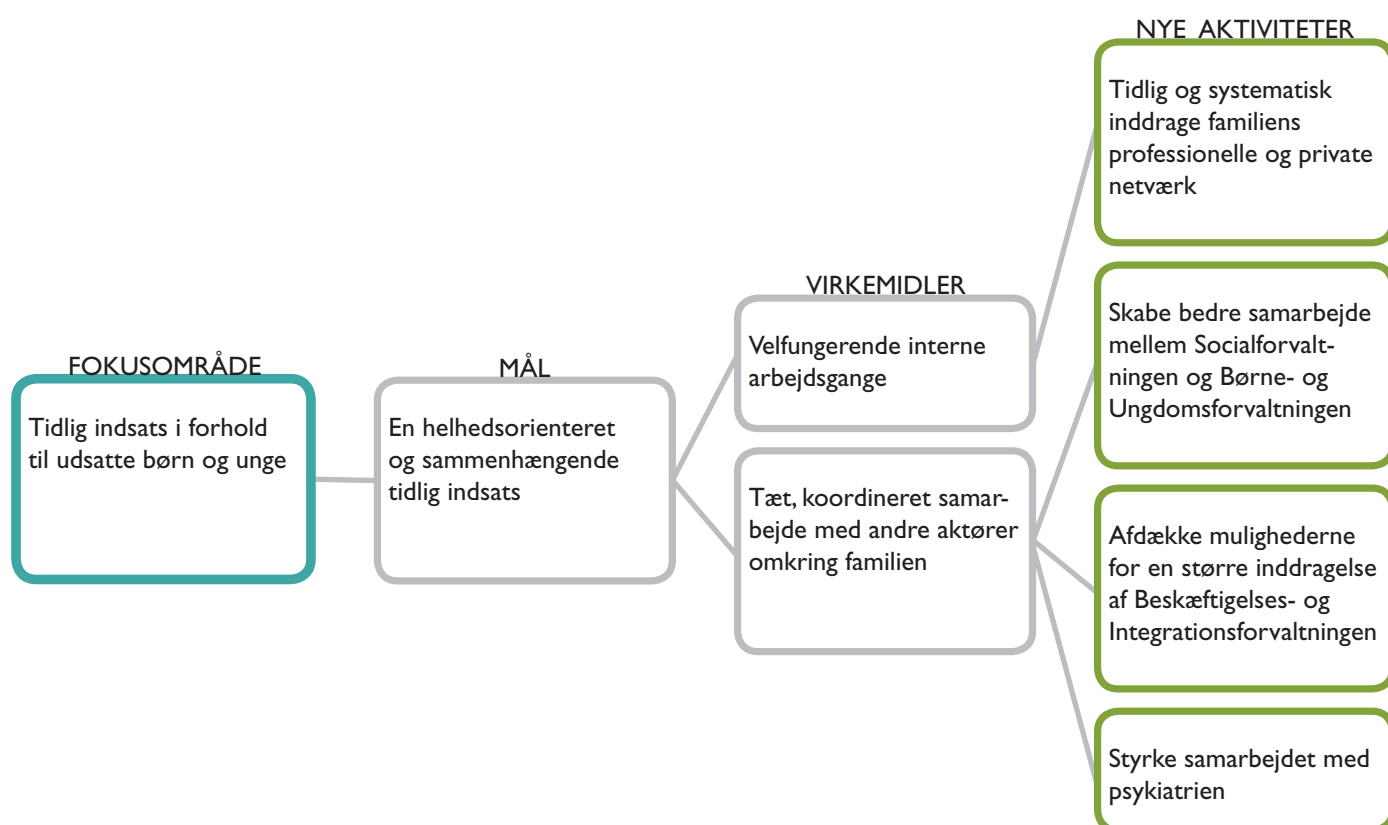 FOKUSOMRÅDE
Tidlig indsats i forhold
til udsatte børn og unge
MÅL
En helhedsorienteret
og sammenhængende
tidlig indsats
VIRKEMIDLER
Velfungerende interne
arbejdsgange
Tæt, koordineret samar-
bejde med andre aktører
omkring familien
NYE AKTIVITETER
Tidlig og systematisk
inddrage familiens
professionelle og private
netværk
Skabe bedre samarbejde
mellem Socialforvalt-
ningen og Børne- og
Ungdomsforvaltningen
Afdække mulighederne
for en større inddragelse
af Beskæftigelses- og
Integrationsforvaltningen
Styrke samarbejdet med
psykiatrien